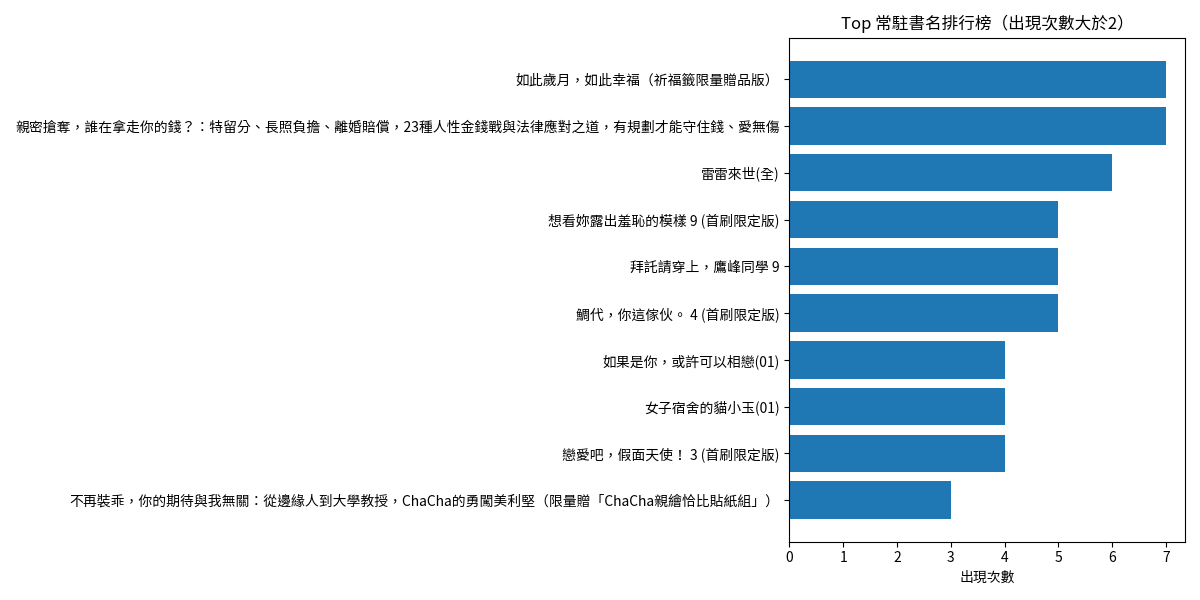 Top 常駐書名排行榜（出現次數大於2）
如此歲月，如此幸福（祈福籤限量贈品版）
親密搶奪，誰在拿走你的錢？：特留分、長照負擔、離婚賠償，23種人性金錢戰與法律應對之道，有規劃才能守住錢、愛無傷
雷雷來世(全)
想看妳露出羞恥的模樣 9 (首刷限定版)
拜託請穿上，鷹峰同學 9
鯛代，你這傢伙。 4 (首刷限定版)
如果是你，或許可以相戀(01)
女子宿舍的貓小玉(01)
戀愛吧，假面天使！ 3 (首刷限定版)
不再裝乖，你的期待與我無關：從邊緣人到大學教授，ChaCha的勇闖美利堅（限量贈「ChaCha親繪恰比貼紙組」）
0 1 2 3 4 5 6 7
出現次數